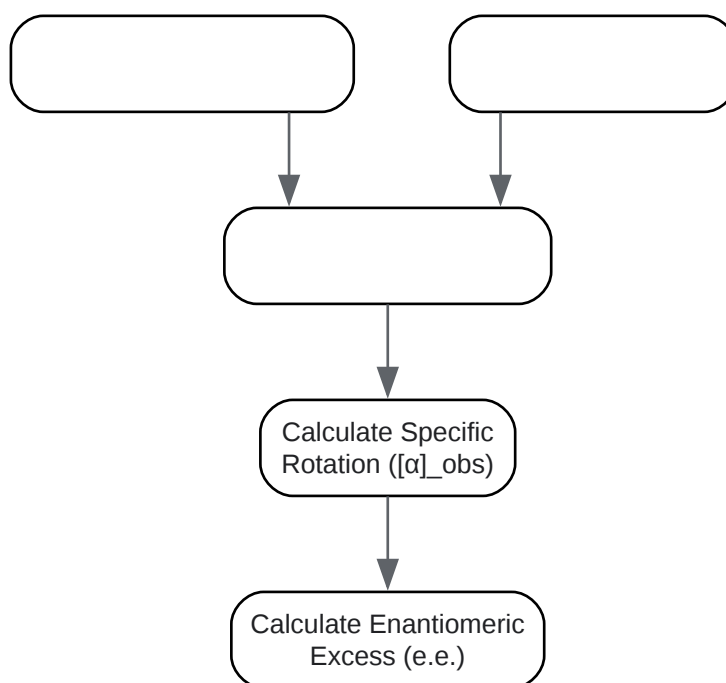 Calculate Specific
Rotation ([α]_obs)
Calculate Enantiomeric
Excess (e.e.)